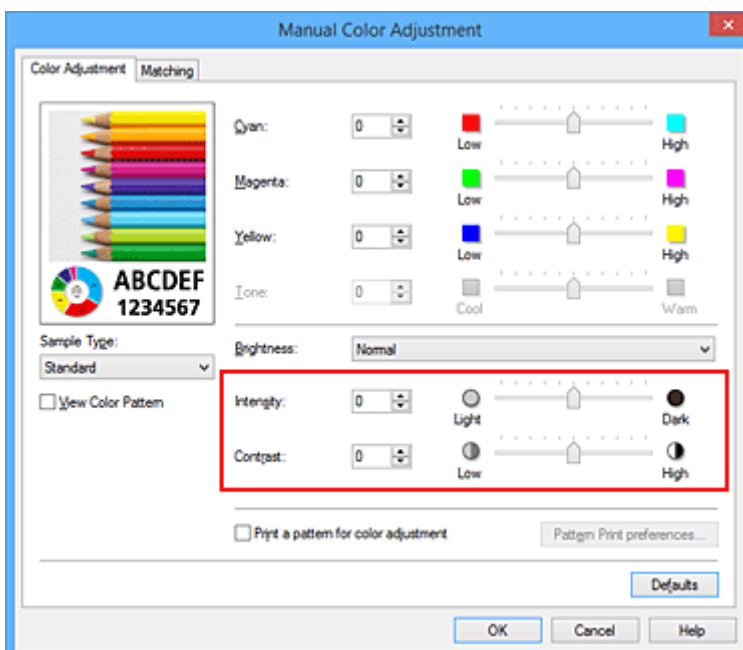 Manual Color Adjustment
Color Adjustment
Matching
Cyan:
0
Low
High
Magenta:
0
Low
High
Yellow:
0
Low
High
Tone:
0
Cool
Warm
ABCDEF
1234567
Sample Type:
Standard
View Color Pattern
Brightness:
Normal
Intensity:
0
Light
Dark
Contrast:
0
Low
High
Print a pattern for color adjustment
Pattern Print preferences...
Defaults
OK
Cancel
Help